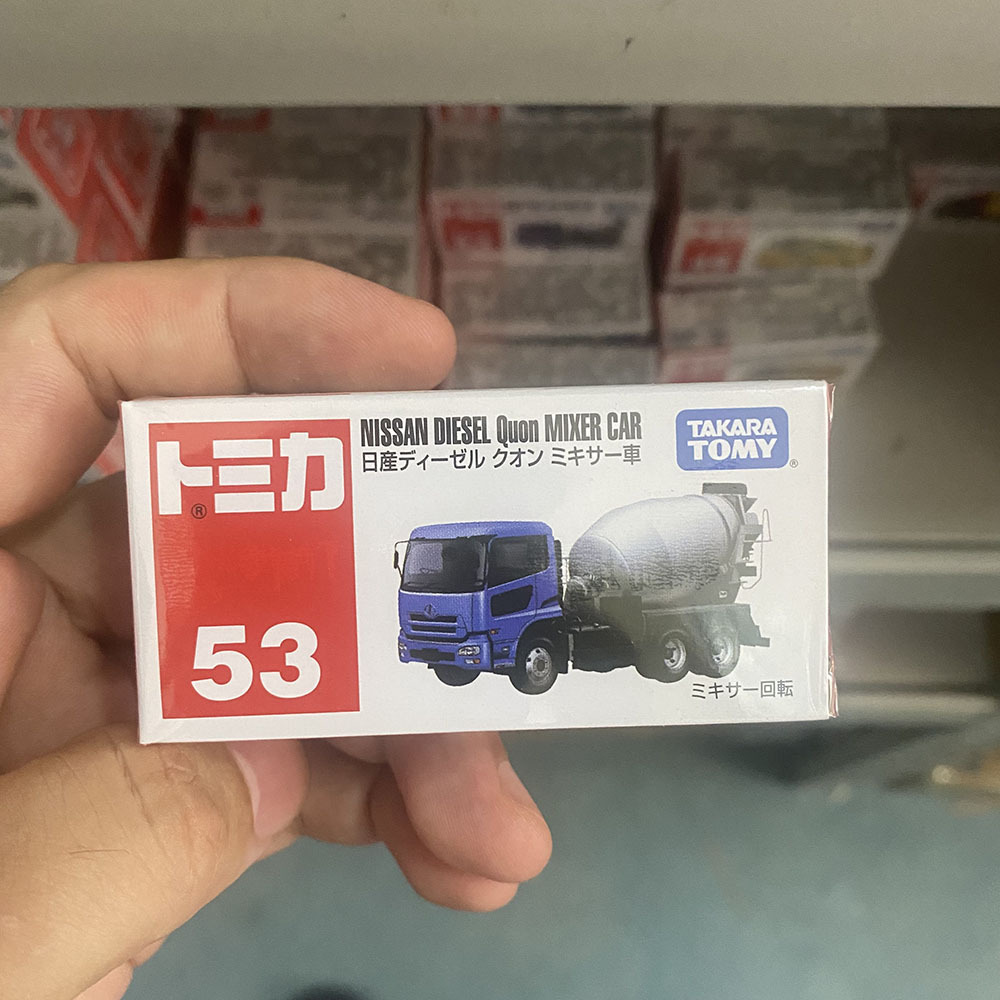 トミカ
®
53
NISSAN DIESEL Quon MIXER CAR
日産ディーゼル クオン ミキサー車
TAKARA
TOMY
®
ミキサー回転